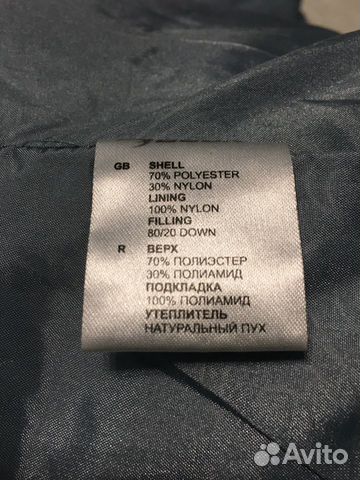 GB SHELL
70% POLYESTER
30% NYLON
LINING
100% NYLON
FILLING
80/20 DOWN
R ВЕРХ
70% ПОЛИЭСТЕР
30% ПОЛИАМИД
ПОДКЛАДКА
100% ПОЛИАМИД
УТЕПЛИТЕЛЬ
НАТУРАЛЬНЫЙ ПУХ
Avito